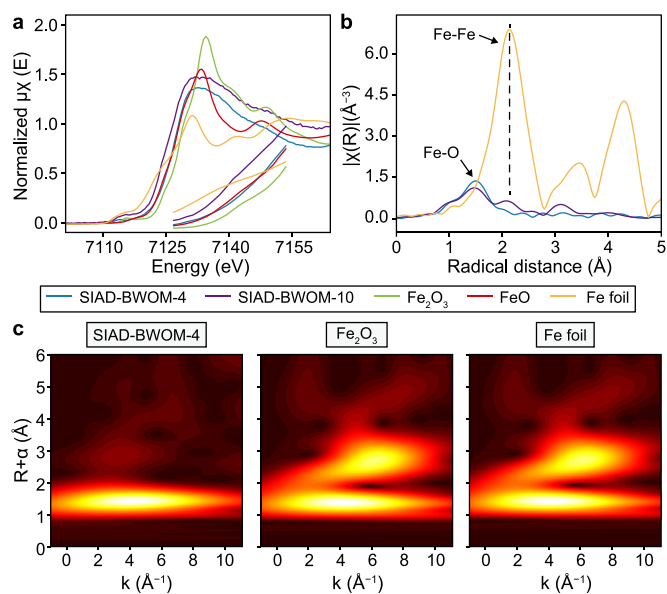 a
b
2.0
1.5
1.0
0.5
0.0
Normalized μχ (E)
7110
7125
7140
7155
Energy (eV)
6.0
4.5
3.0
1.5
0.0
|χ(R)|(Å⁻³)
Fe-Fe
Fe-O
0
1
2
3
4
5
Radical distance (Å)
SIAD-BWOM-4
SIAD-BWOM-10
Fe₂O₃
FeO
Fe foil
c
SIAD-BWOM-4
Fe₂O₃
Fe foil
6
5
4
3
2
1
0
R+α (Å)
0 2 4 6 8 10
0 2 4 6 8 10
0 2 4 6 8 10
k (Å⁻¹)
k (Å⁻¹)
k (Å⁻¹)